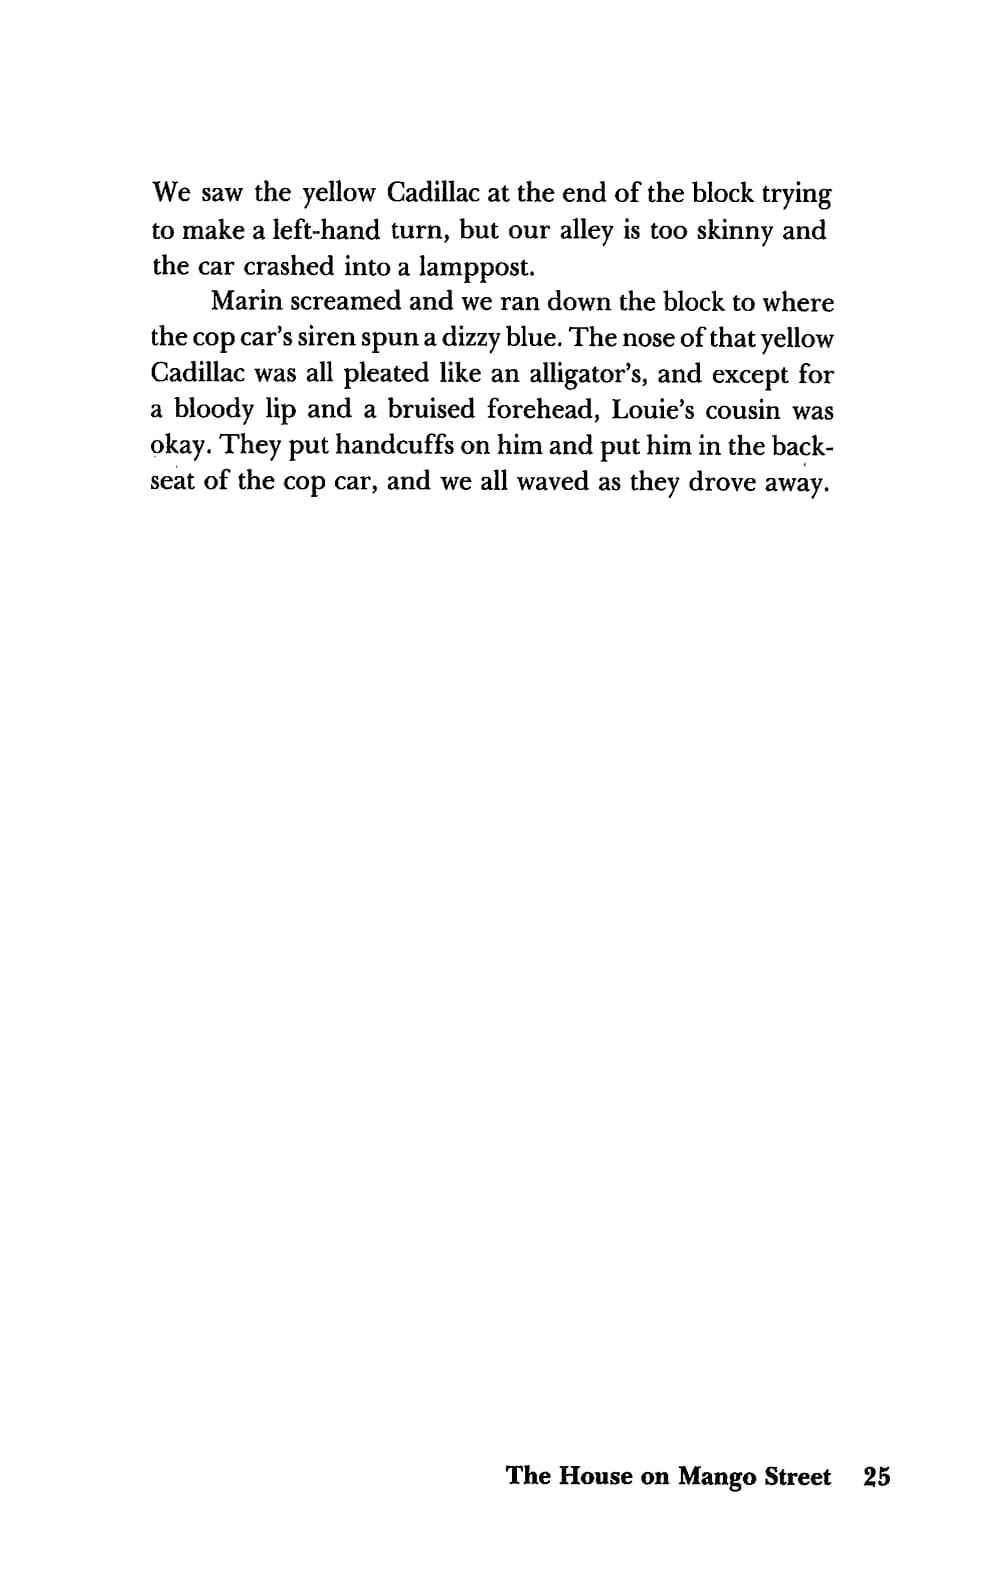 We saw the yellow Cadillac at the end of the block trying
to make a left-hand turn, but our alley is too skinny and
the car crashed into a lamppost.
Marin screamed and we ran down the block to where
the cop car’s siren spun a dizzy blue. The nose of that yellow
Cadillac was all pleated like an alligator’s, and except for
a bloody lip and a bruised forehead, Louie’s cousin was
okay. They put handcuffs on him and put him in the back-
seat of the cop car, and we all waved as they drove away.
The House on Mango Street 25